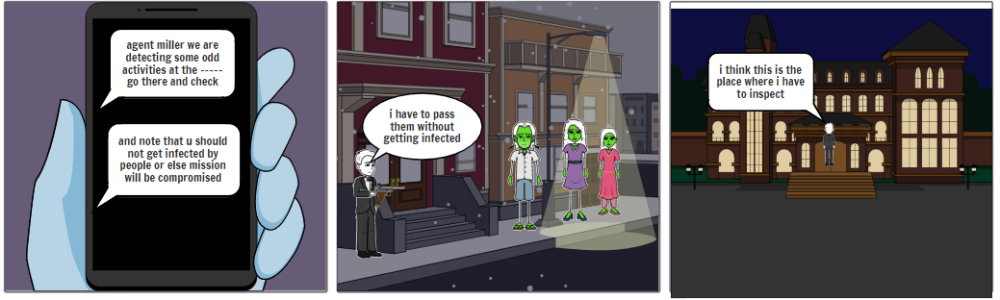 agent miller we are
detecting some odd
activities at the -----
go there and check
and note that u should
not get infected by
people or else mission
will be compromised
i have to pass
them without
getting infected
i think this is the
place where i have
to inspect